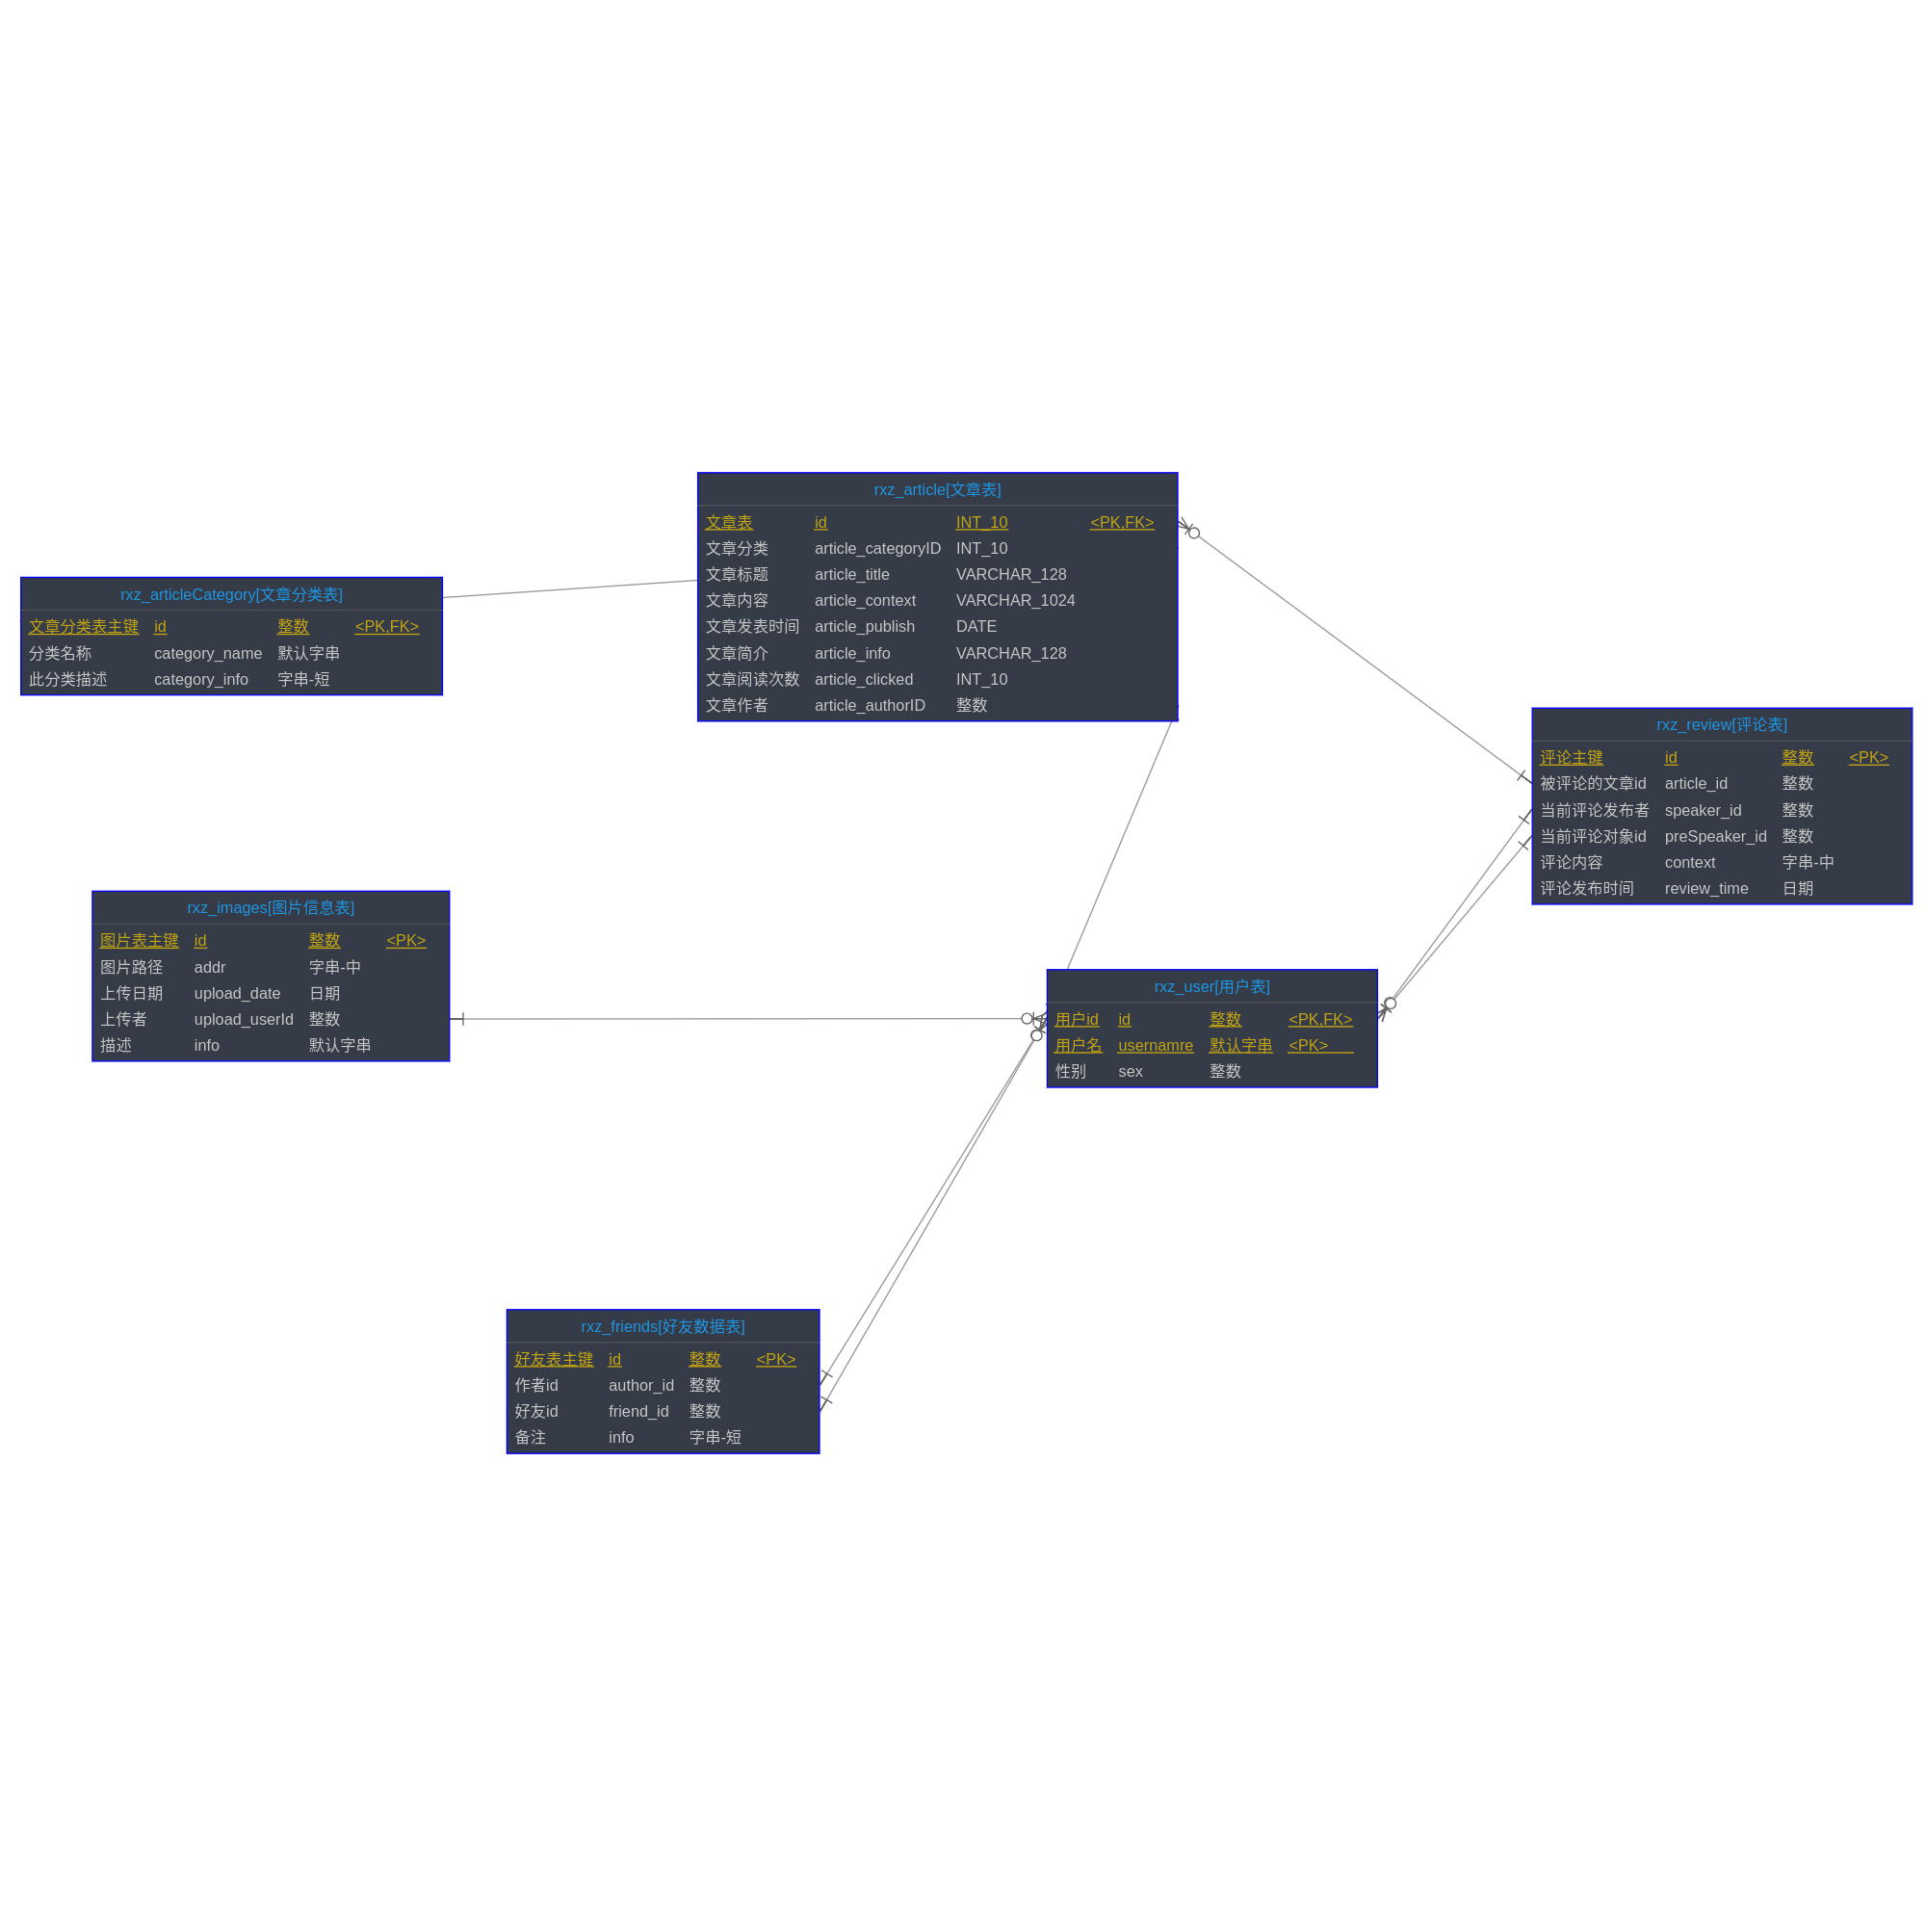 rxz_article[文章表]
文章表 id INT_10 <PK,FK>
文章分类 article_categoryID INT_10
文章标题 article_title VARCHAR_128
文章内容 article_context VARCHAR_1024
文章发表时间 article_publish DATE
文章简介 article_info VARCHAR_128
文章阅读次数 article_clicked INT_10
文章作者 article_authorID 整数
rxz_articleCategory[文章分类表]
文章分类表主键 id 整数 <PK,FK>
分类名称 category_name 默认字串
此分类描述 category_info 字串-短
rxz_review[评论表]
评论主键 id 整数 <PK>
被评论的文章id article_id 整数
当前评论发布者 speaker_id 整数
当前评论对象id preSpeaker_id 整数
评论内容 context 字串-中
评论发布时间 review_time 日期
rxz_images[图片信息表]
图片表主键 id 整数 <PK>
图片路径 addr 字串-中
上传日期 upload_date 日期
上传者 upload_userId 整数
描述 info 默认字串
rxz_user[用户表]
用户id id 整数 <PK,FK>
用户名 usernamre 默认字串 <PK>
性别 sex 整数
rxz_friends[好友数据表]
好友表主键 id 整数 <PK>
作者id author_id 整数
好友id friend_id 整数
备注 info 字串-短